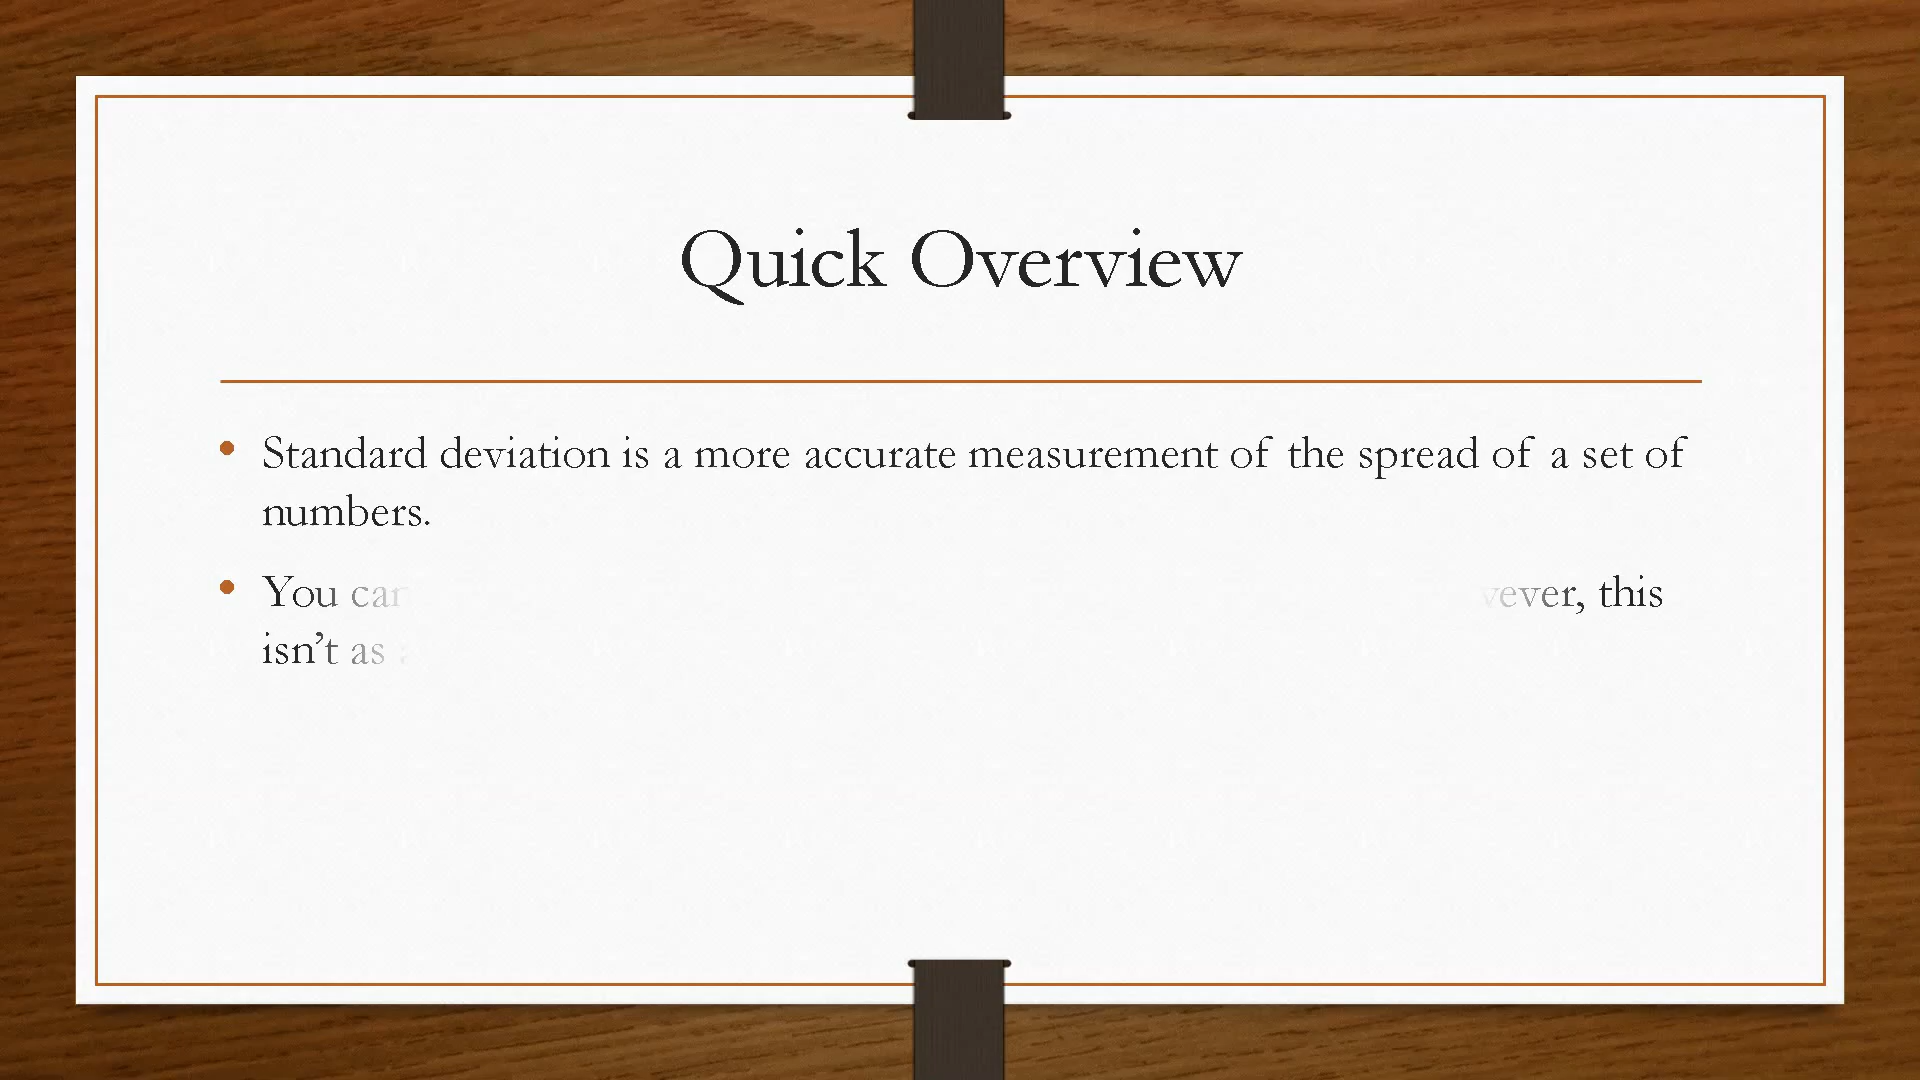 Quick Overview
• Standard deviation is a more accurate measurement of the spread of a set of
numbers.
• You can this
isn’t as